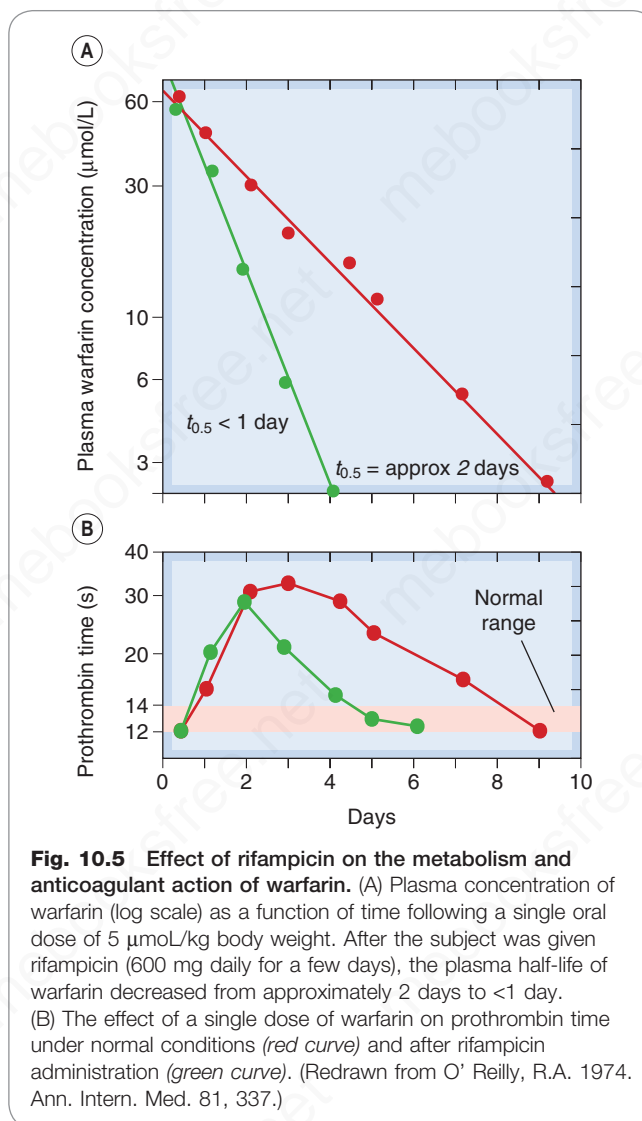 A
Plasma warfarin concentration (μmol/L)
60
30
10
6
3
t0.5 < 1 day
t0.5 = approx 2 days
B
Prothrombin time (s)
40
30
20
14
12
Normal
range
0 2 4 6 8 10
Days
Fig. 10.5 Effect of rifampicin on the metabolism and
anticoagulant action of warfarin. (A) Plasma concentration of
warfarin (log scale) as a function of time following a single oral
dose of 5 μmol/kg body weight. After the subject was given
rifampicin (600 mg daily for a few days), the plasma half-life of
warfarin decreased from approximately 2 days to <1 day.
(B) The effect of a single dose of warfarin on prothrombin time
under normal conditions (red curve) and after rifampicin
administration (green curve). (Redrawn from O' Reilly, R.A. 1974.
Ann. Intern. Med. 81, 337.)
mebooksfree.net